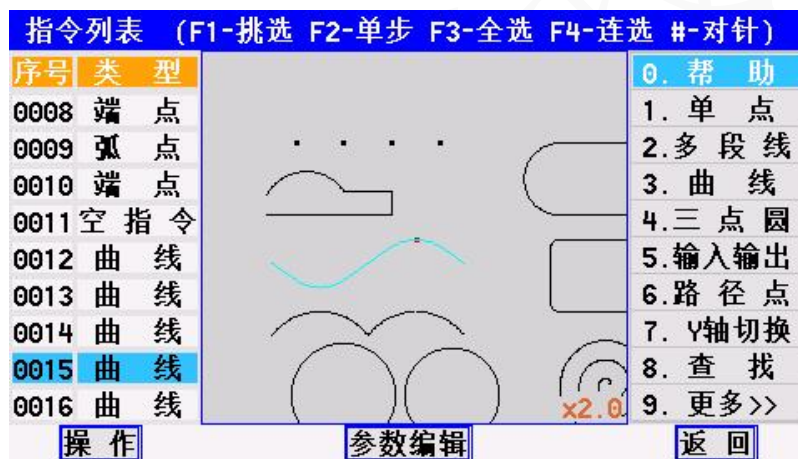 指令列表 (F1-挑选 F2-单步 F3-全选 F4-连选 #-对针)
序号 类 型
0008 端 点
0009 弧 点
0010 端 点
0011 空 指 令
0012 曲 线
0013 曲 线
0014 曲 线
0015 曲 线
0016 曲 线
x2.0
0. 帮 助
1. 单 点
2.多 段 线
3. 曲 线
4.三 点 圆
5.输入输出
6.路 径 点
7. Y轴切换
8. 查 找
9. 更多>>
操 作
参数编辑
返 回